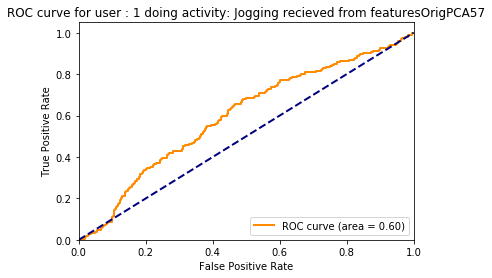 ROC curve for user : 1 doing activity: Jogging recieved from featuresOrigPCA57
1.0
0.8
0.6
0.4
0.2
0.0
True Positive Rate
ROC curve (area = 0.60)
0.0 0.2 0.4 0.6 0.8 1.0
False Positive Rate